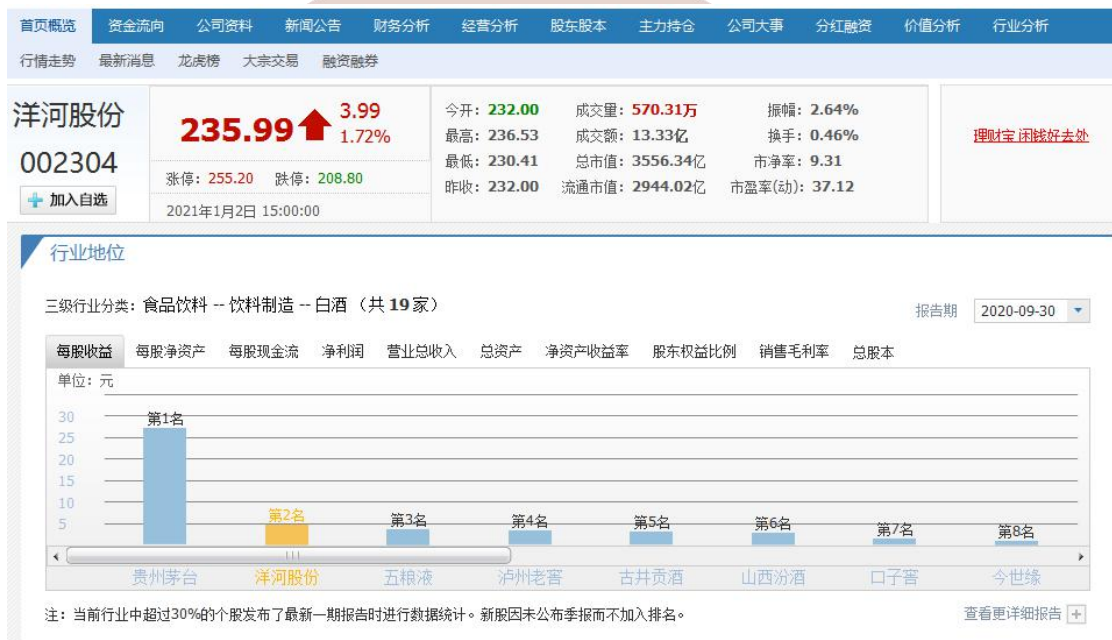 首页概览 资金流向 公司资料 新闻公告 财务分析 经营分析 股东股本 主力持仓 公司大事 分红融资 价值分析 行业分析
行情走势 最新消息 龙虎榜 大宗交易 融资融券
洋河股份
002304
加入自选
235.99 3.99
1.72%
涨停: 255.20 跌停: 208.80
2021年1月2日 15:00:00
今开: 232.00 成交量: 570.31万 振幅: 2.64%
最高: 236.53 成交额: 13.33亿 换手: 0.46%
最低: 230.41 总市值: 3556.34亿 市净率: 9.31
昨收: 232.00 流通市值: 2944.02亿 市盈率(动): 37.12
理财宝 闲钱好去处
行业地位
三级行业分类: 食品饮料 -- 饮料制造 -- 白酒 （共 19 家）
报告期 2020-09-30
每股收益 每股净资产 每股现金流 净利润 营业总收入 总资产 净资产收益率 股东权益比例 销售毛利率 总股本
单位: 元
30
25
20
15
10
5
第1名 第2名 第3名 第4名 第5名 第6名 第7名 第8名
贵州茅台 洋河股份 五粮液 泸州老窖 古井贡酒 山西汾酒 口子窖 今世缘
注: 当前行业中超过30%的个股发布了最新一期报告时进行数据统计。新股因未公布季报而不加入排名。
查看更详细报告